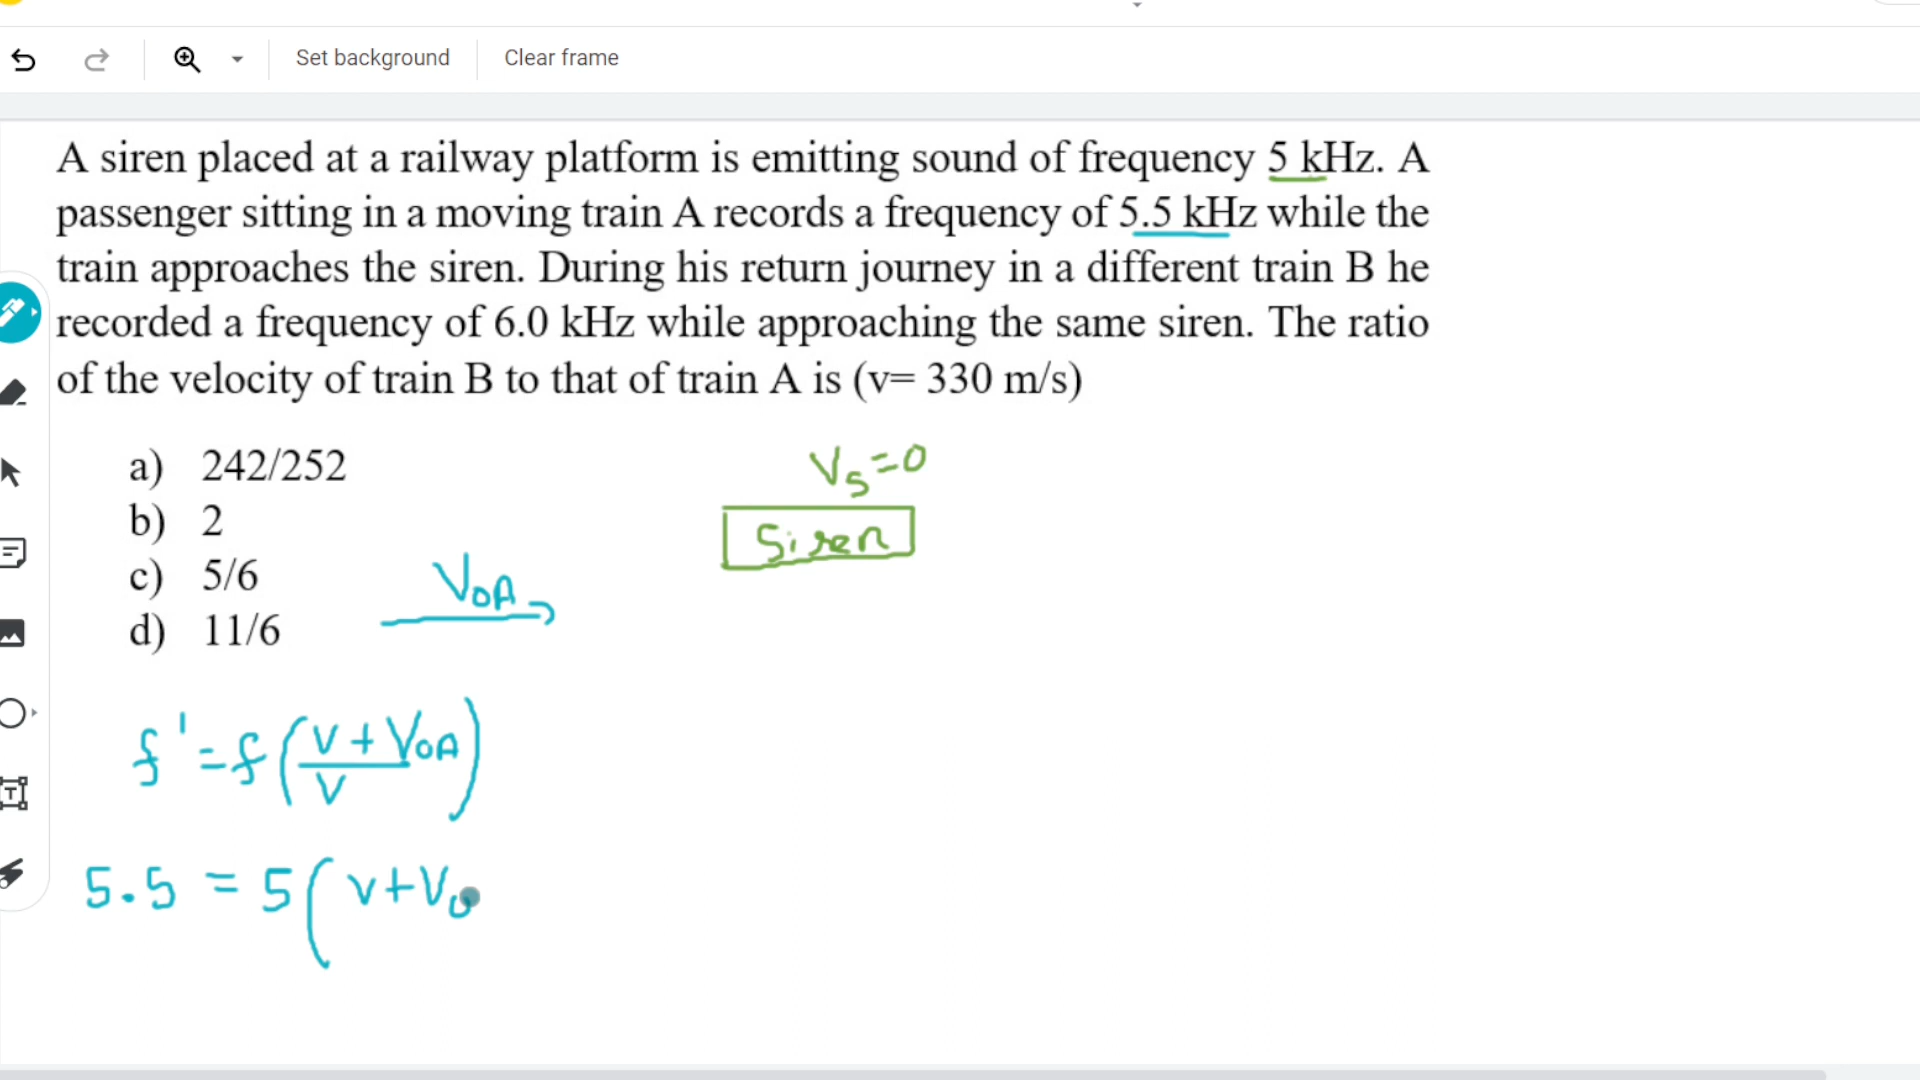 Set background
Clear frame
A siren placed at a railway platform is emitting sound of frequency 5 kHz. A
passenger sitting in a moving train A records a frequency of 5.5 kHz while the
train approaches the siren. During his return journey in a different train B he
recorded a frequency of 6.0 kHz while approaching the same siren. The ratio
of the velocity of train B to that of train A is (v= 330 m/s)
a) 242/252
b) 2
c) 5/6
d) 11/6
Vs=0
Siren
VOA
f'=f(V+VOA/V)
5.5 = 5(V+Vo